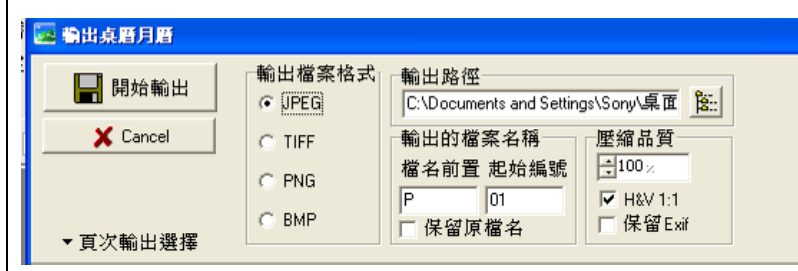 輸出桌曆月曆
開始輸出
Cancel
▼頁次輸出選擇
輸出檔案格式
JPEG
TIFF
PNG
BMP
輸出路徑
C:\Documents and Settings\Sony\桌面
輸出的檔案名稱
檔名前置 起始編號
P 01
保留原檔名
壓縮品質
100%
H&V 1:1
保留Exif